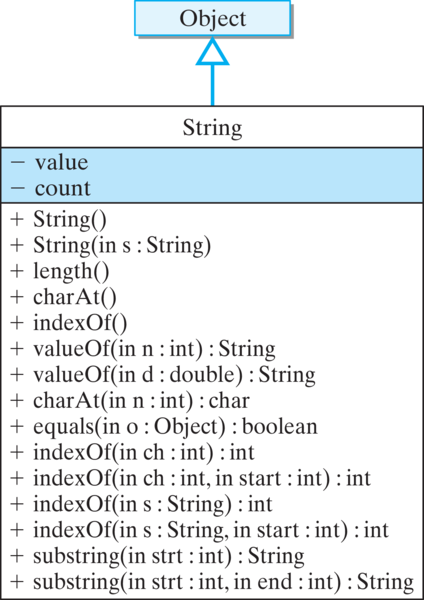 Object
String
− value
− count
+ String()
+ String(in s : String)
+ length()
+ charAt()
+ indexOf()
+ valueOf(in n : int) : String
+ valueOf(in d : double) : String
+ charAt(in n : int) : char
+ equals(in o : Object) : boolean
+ indexOf(in ch : int) : int
+ indexOf(in ch : int, in start : int) : int
+ indexOf(in s : String) : int
+ indexOf(in s : String, in start : int) : int
+ substring(in strt : int) : String
+ substring(in strt : int, in end : int) : String